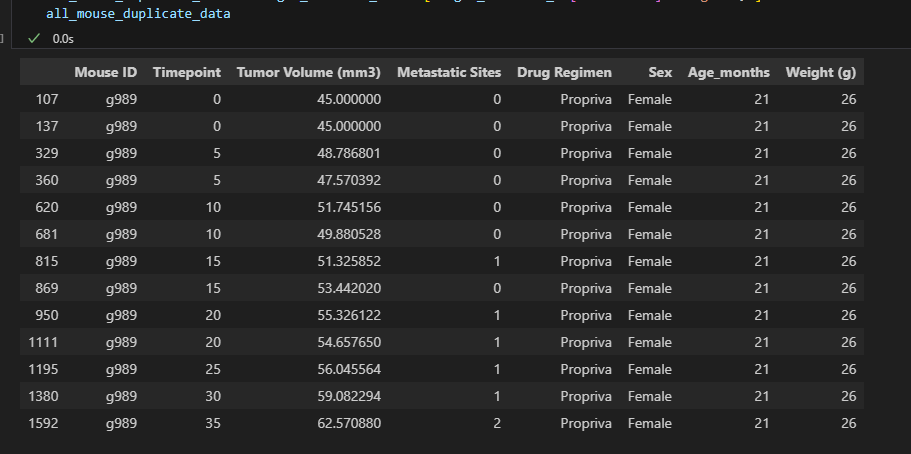 all_mouse_duplicate_data
0.0s
Mouse ID Timepoint Tumor Volume (mm3) Metastatic Sites Drug Regimen Sex Age_months Weight (g)
107 g989 0 45.000000 0 Propriva Female 21 26
137 g989 0 45.000000 0 Propriva Female 21 26
329 g989 5 48.786801 0 Propriva Female 21 26
360 g989 5 47.570392 0 Propriva Female 21 26
620 g989 10 51.745156 0 Propriva Female 21 26
681 g989 10 49.880528 0 Propriva Female 21 26
815 g989 15 51.325852 1 Propriva Female 21 26
869 g989 15 53.442020 0 Propriva Female 21 26
950 g989 20 55.326122 1 Propriva Female 21 26
1111 g989 20 54.657650 1 Propriva Female 21 26
1195 g989 25 56.045564 1 Propriva Female 21 26
1380 g989 30 59.082294 1 Propriva Female 21 26
1592 g989 35 62.570880 2 Propriva Female 21 26